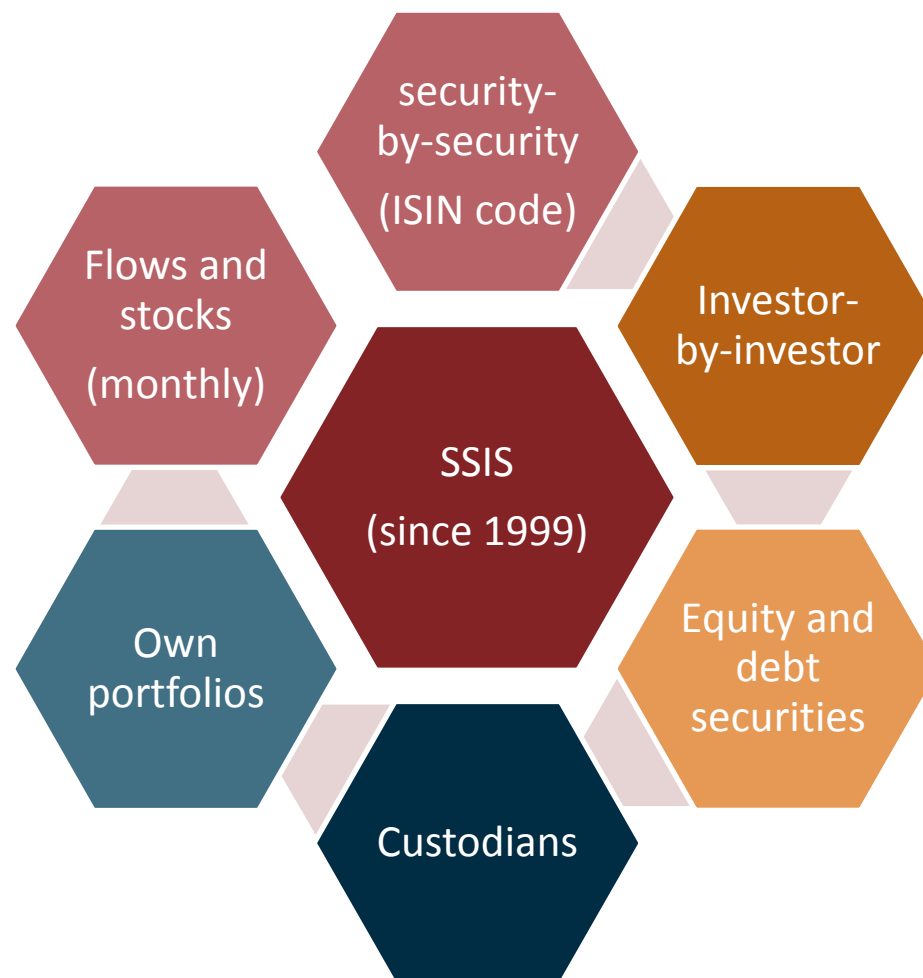 security-
by-security
(ISIN code)
Flows and
stocks
(monthly)
Investor-
by-investor
SSIS
(since 1999)
Own
portfolios
Equity and
debt
securities
Custodians